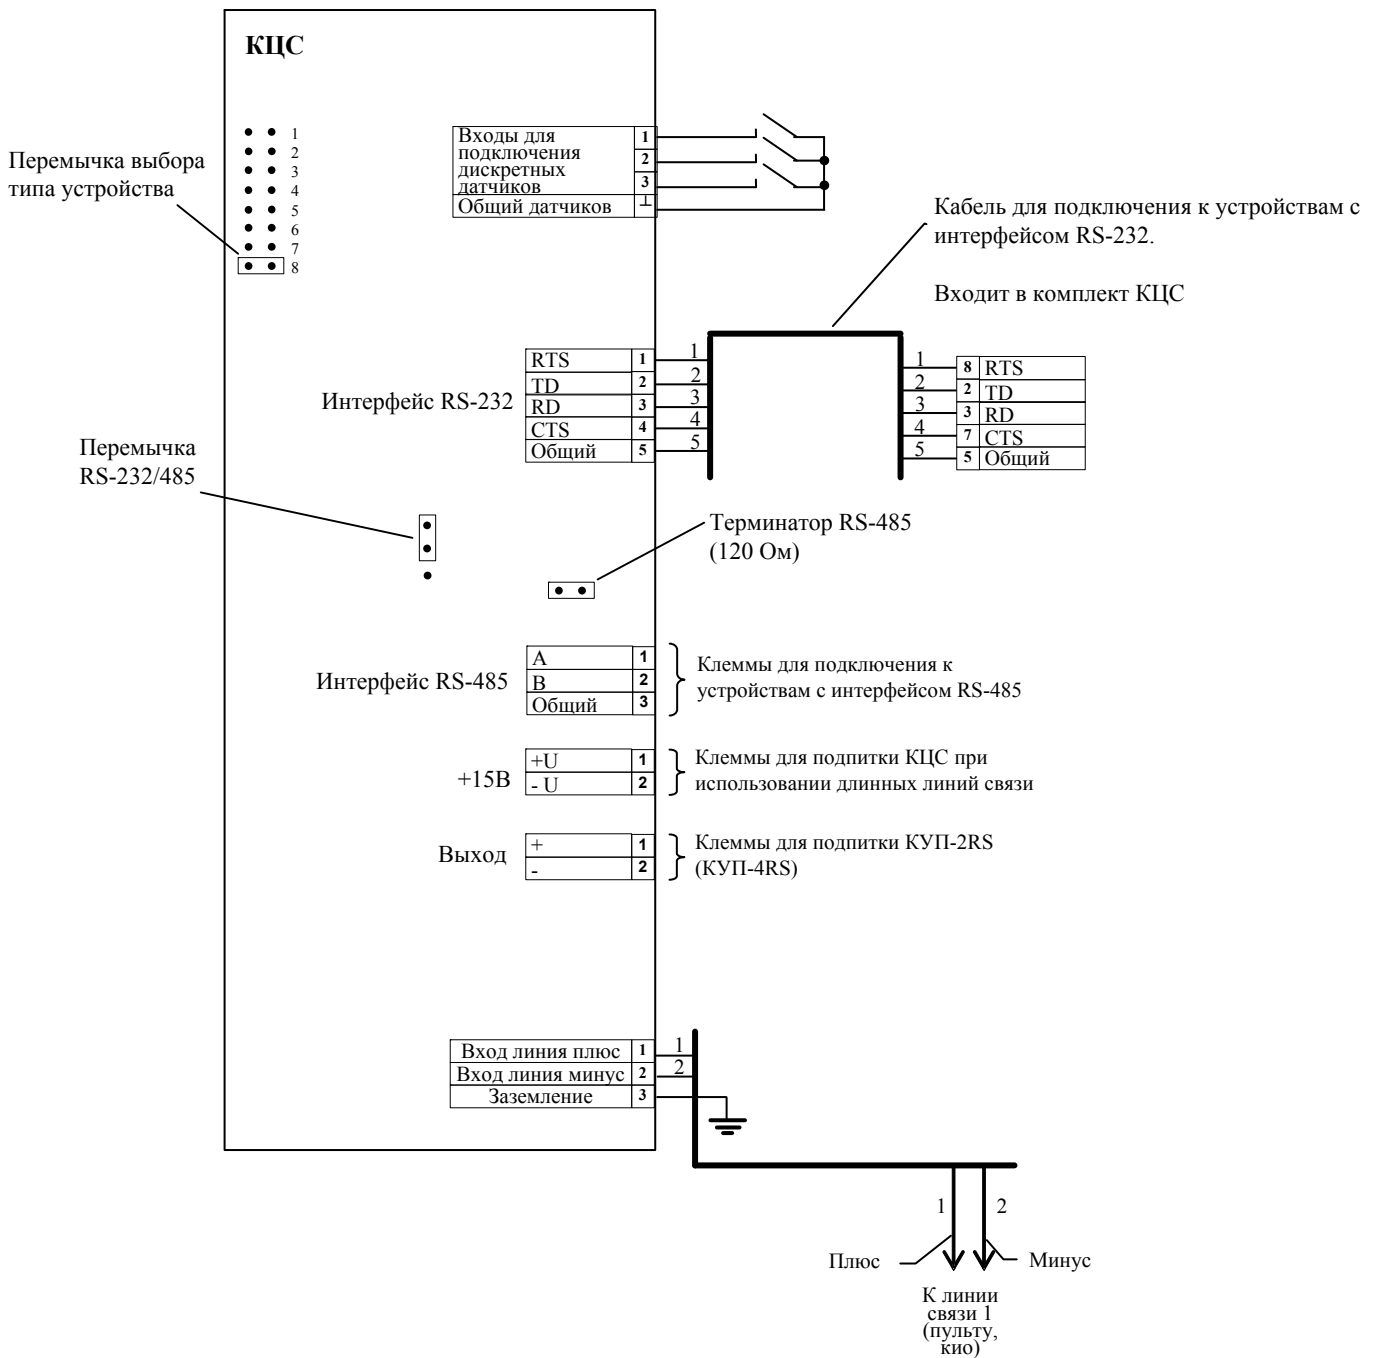 КЦС
1
2
3
4
5
6
7
8
Перемычка выбора
типа устройства
Входы для
подключения
дискретных
датчиков
1
2
3
Общий датчиков ⊥
Кабель для подключения к устройствам с
интерфейсом RS-232.
Входит в комплект КЦС
Интерфейс RS-232
RTS 1 1
TD 2 2
RD 3 3
CTS 4 4
Общий 5 5
1 8 RTS
2 2 TD
3 3 RD
4 7 CTS
5 5 Общий
Перемычка
RS-232/485
Терминатор RS-485
(120 Ом)
Интерфейс RS-485
A 1
B 2
Общий 3
Клеммы для подключения к
устройствам с интерфейсом RS-485
+15В
+U 1
- U 2
Клеммы для подпитки КЦС при
использовании длинных линий связи
Выход
+ 1
- 2
Клеммы для подпитки КУП-2RS
(КУП-4RS)
Вход линия плюс 1 1
Вход линия минус 2 2
Заземление 3
1 2
Плюс
Минус
К линии
связи 1
(пульту,
кио)